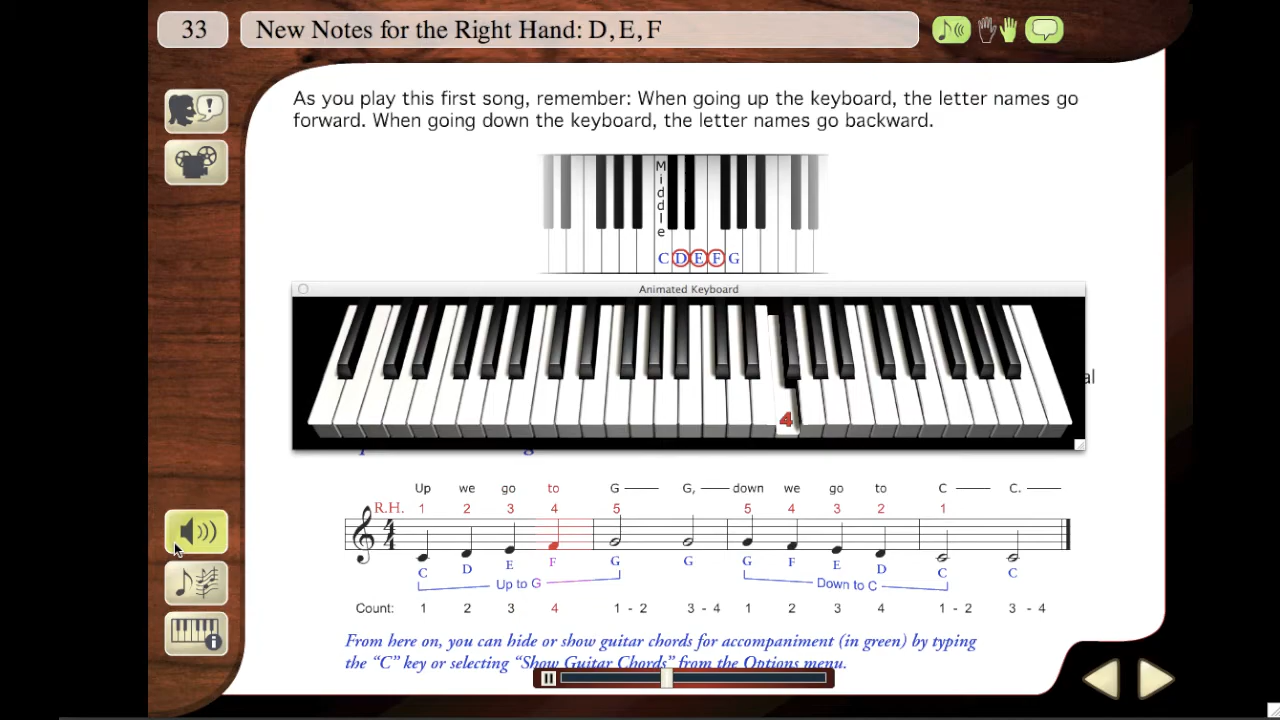 33
New Notes for the Right Hand: D, E, F
As you play this first song, remember: When going up the keyboard, the letter names go
forward. When going down the keyboard, the letter names go backward.
Middle
C D E F G
Animated Keyboard
4
al
Up we go to G G, down we go to C C.
R.H. 1 2 3 4 5 5 4 3 2 1
4
4
C D E F G G G F E D C C
Up to G Down to C
Count: 1 2 3 4 1 - 2 3 - 4 1 2 3 4 1 - 2 3 - 4
From here on, you can hide or show guitar chords for accompaniment (in green) by typing
the “C” key or selecting “Show Guitar Chords” from the Options menu.